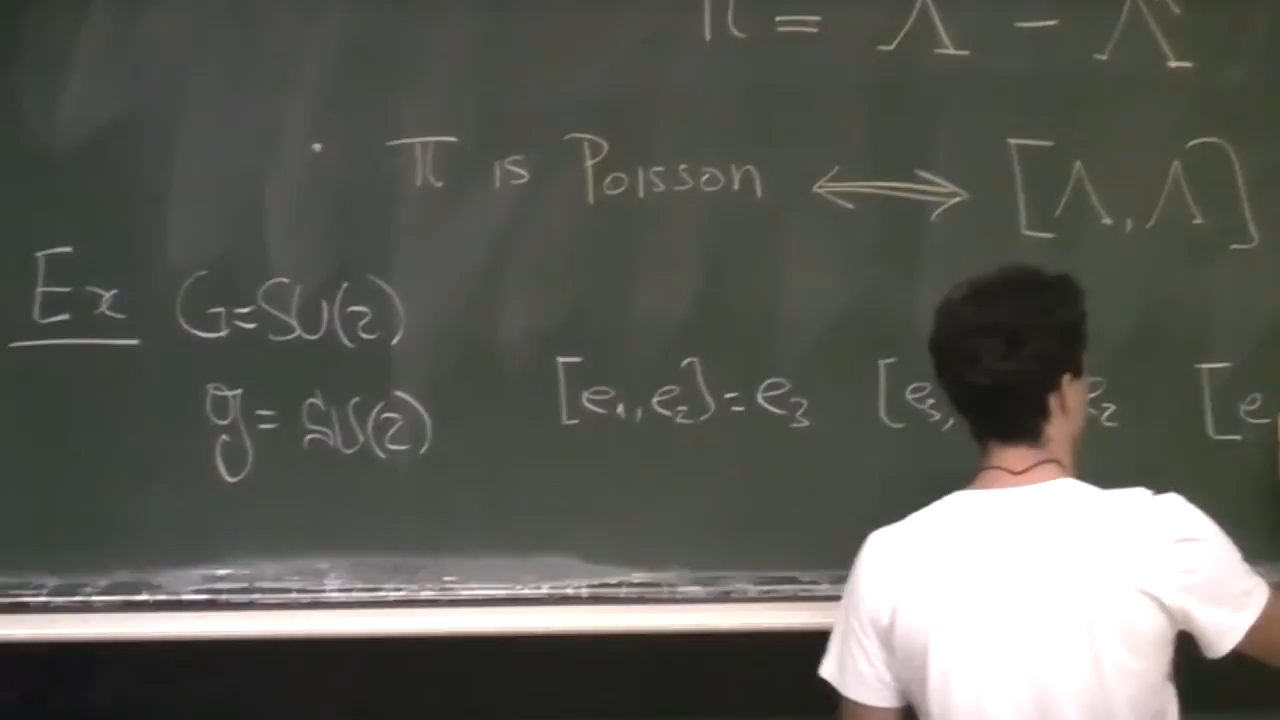 π = Λ - Λ
· π is Poisson ⟺ [Λ, Λ]
Ex G=SU(2)
g = su(2) [e₁, e₂] = e₃ [e₃, e₂ [e